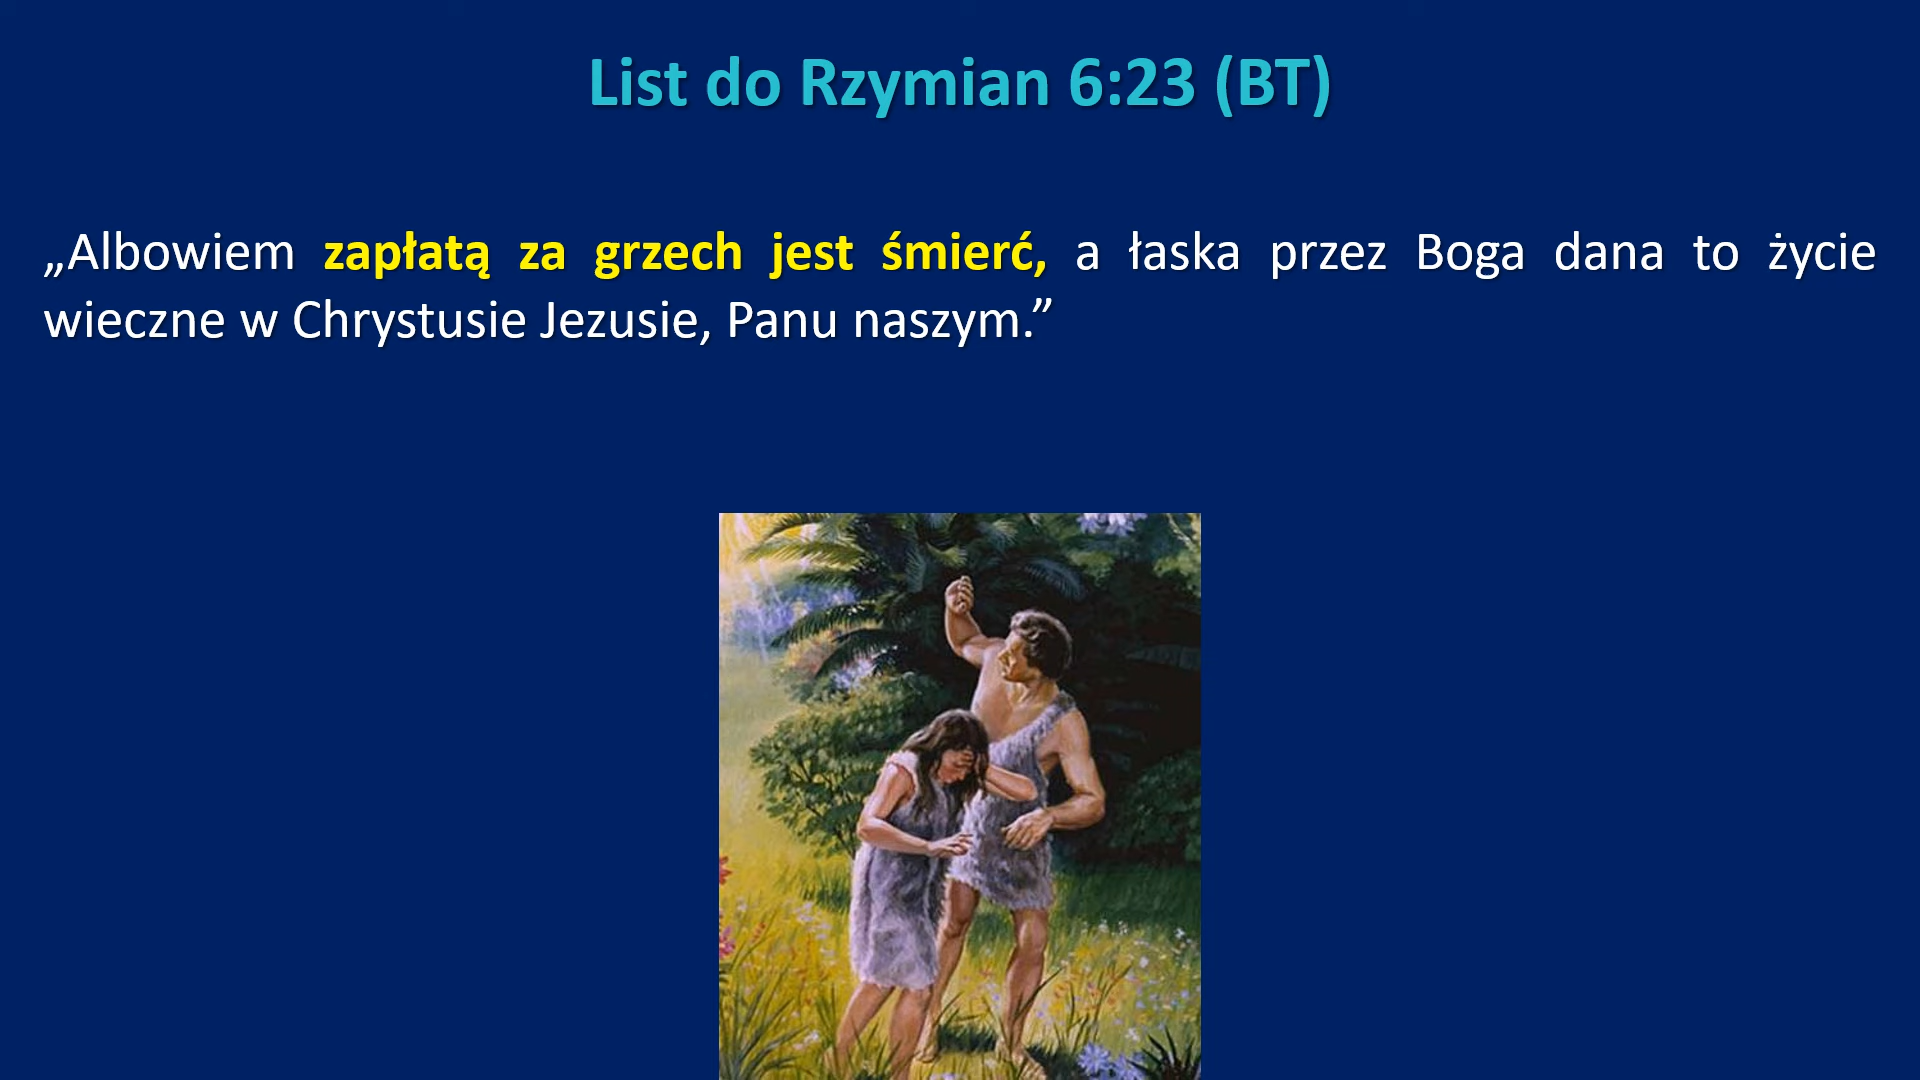 List do Rzymian 6:23 (BT)
„Albowiem zapłatą za grzech jest śmierć, a łaska przez Boga dana to życie
wieczne w Chrystusie Jezusie, Panu naszym.”